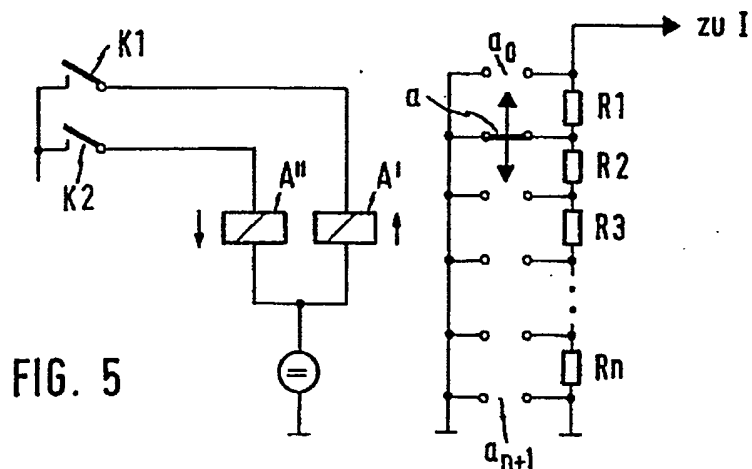 K1
K2
A"
A'
=
FIG. 5
zu I
a₀
a
R1
R2
R3
Rn
aₙ₊₁